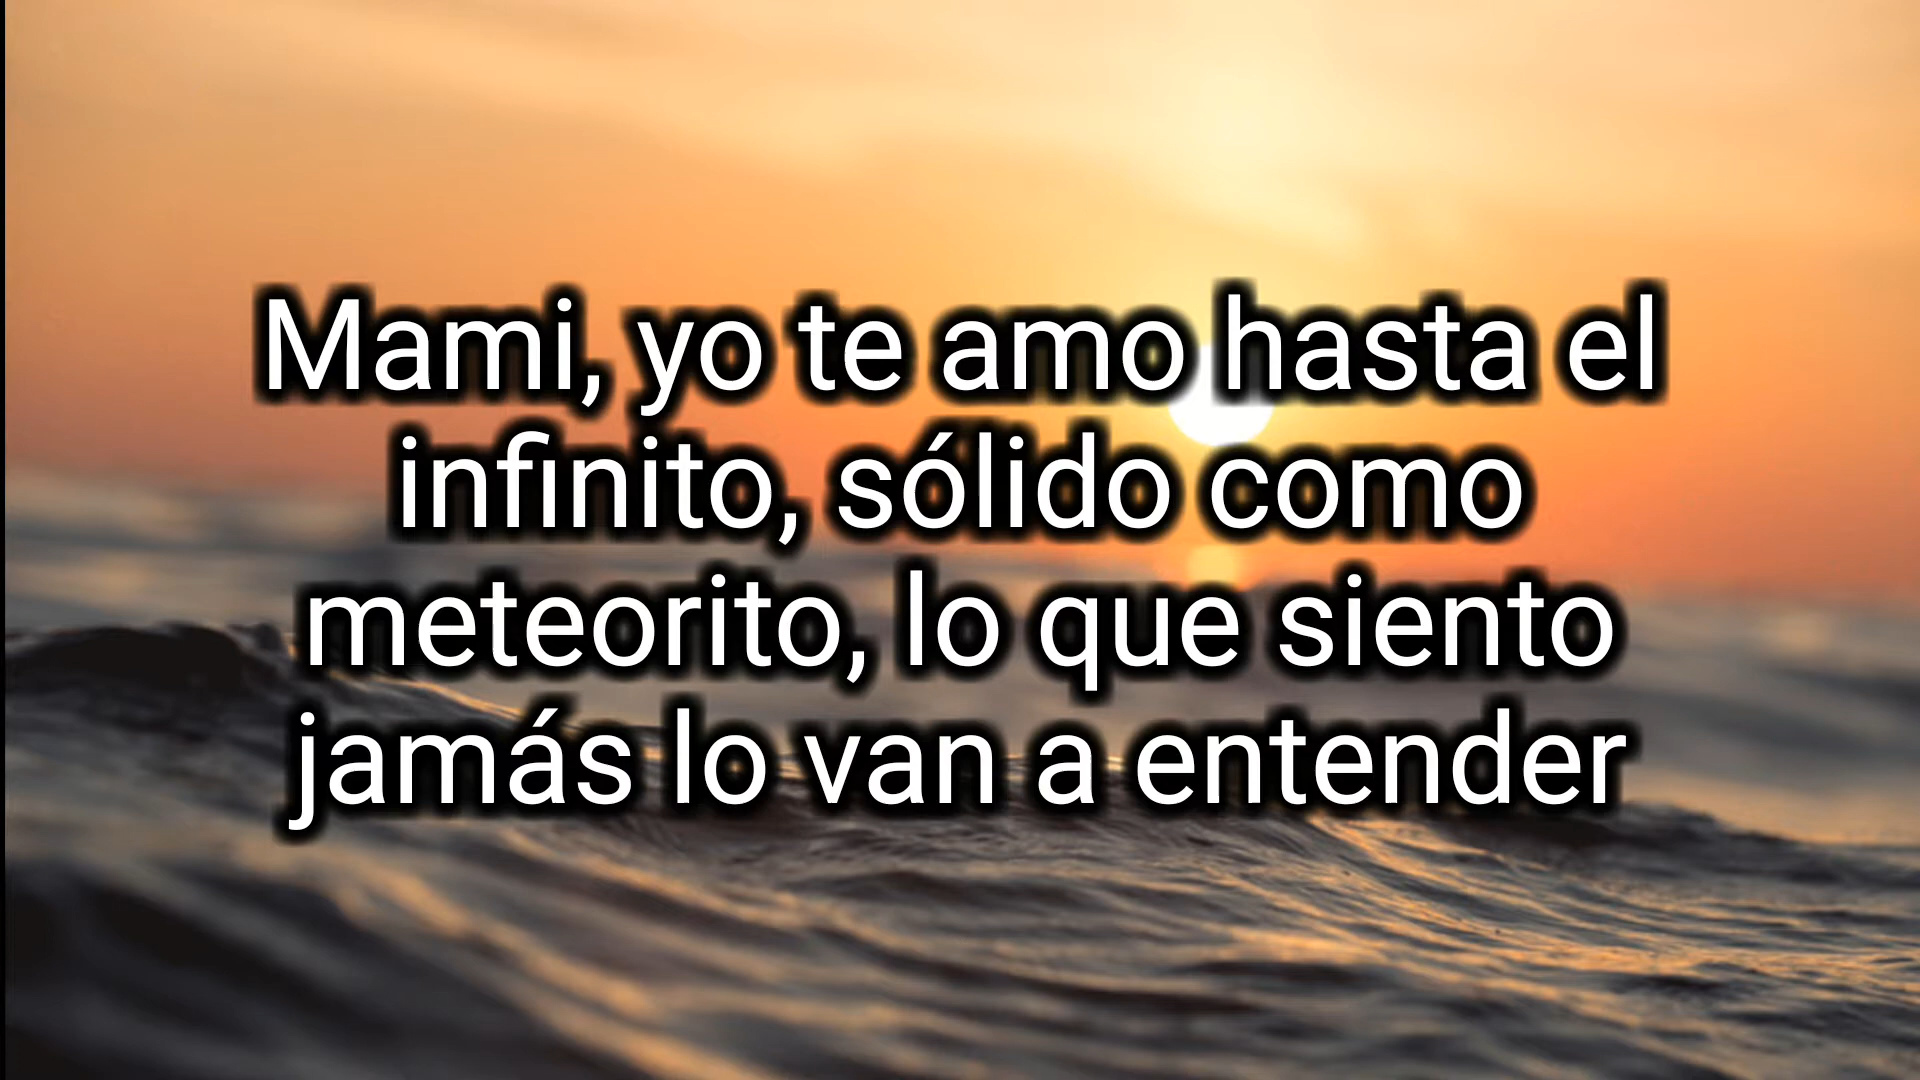 Mami, yo te amo hasta el
infinito, sólido como
meteorito, lo que siento
jamás lo van a entender